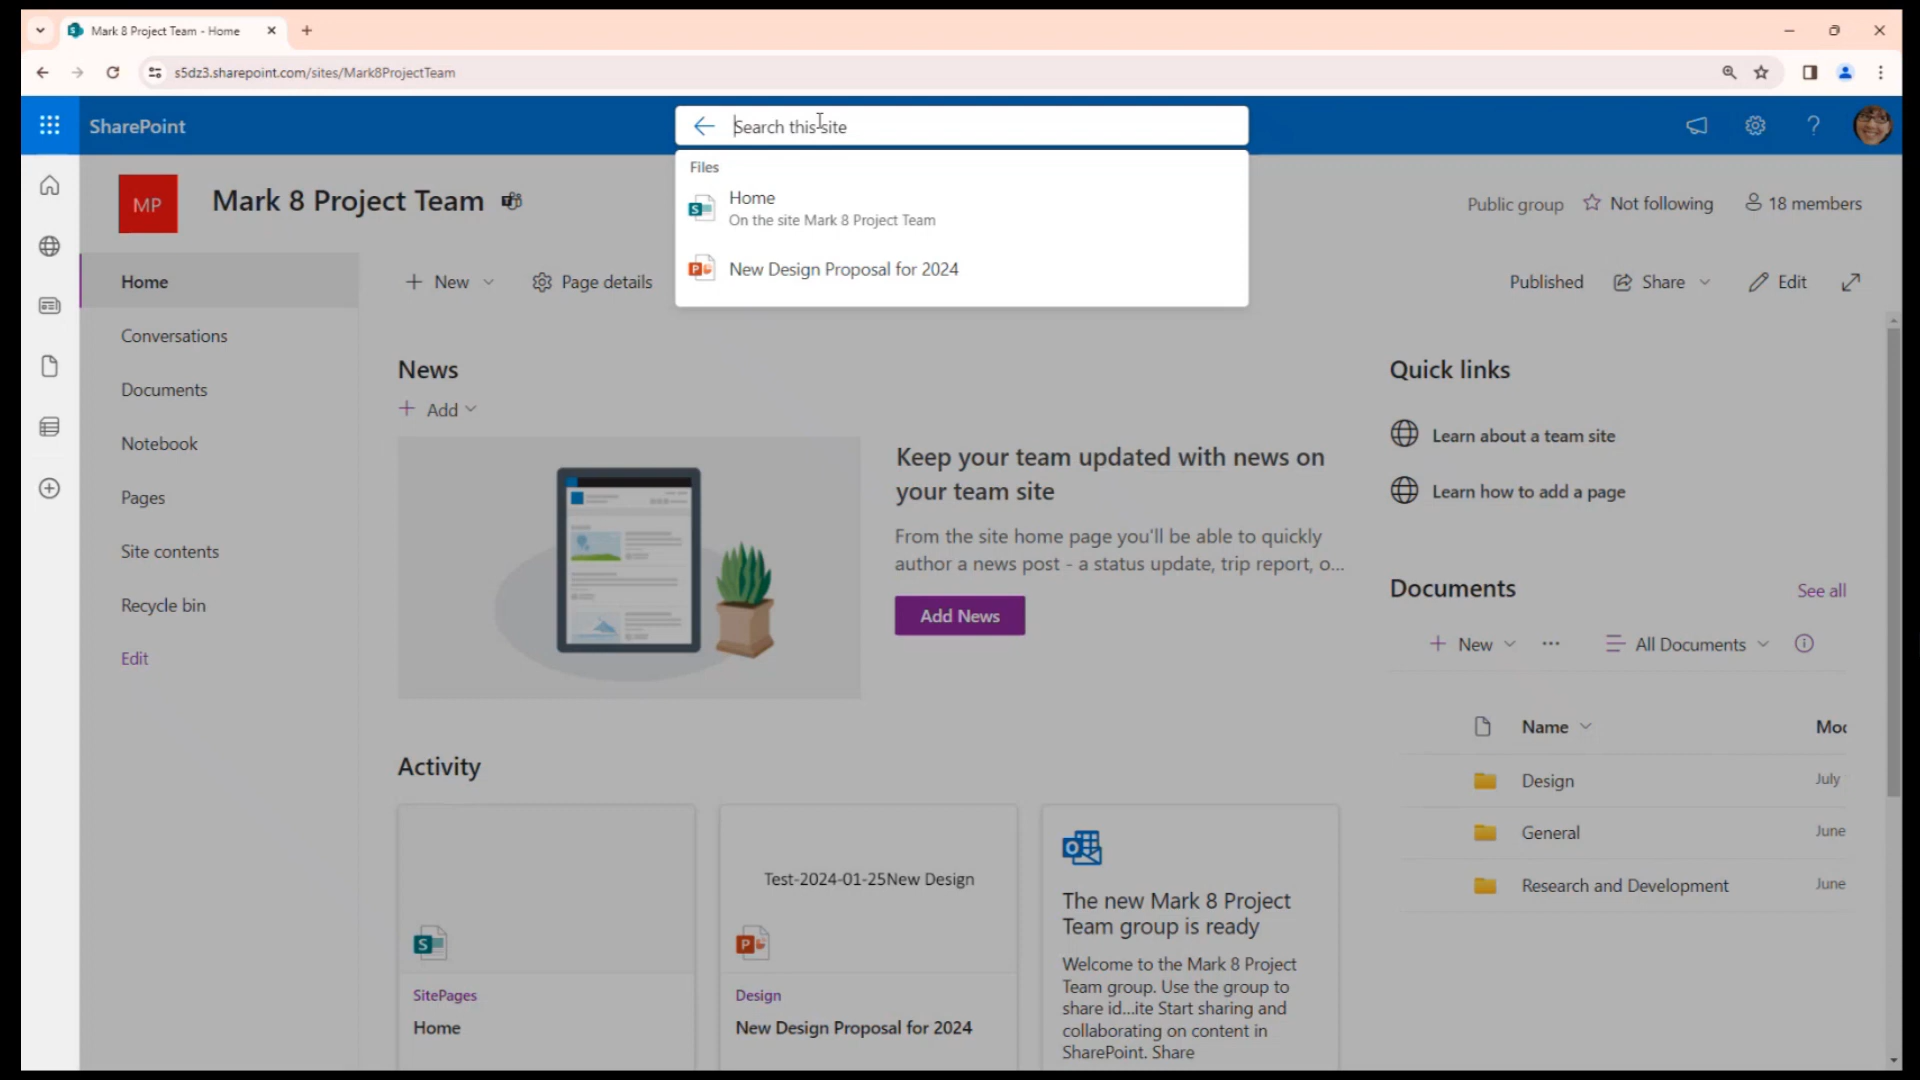 Mark 8 Project Team - Home
s5dz3.sharepoint.com/sites/Mark8ProjectTeam
SharePoint
Search this site
Files
Home
On the site Mark 8 Project Team
New Design Proposal for 2024
MP
Mark 8 Project Team
Public group
Not following
18 members
Home
Conversations
Documents
Notebook
Pages
Site contents
Recycle bin
Edit
New
Page details
Published
Share
Edit
News
Add
Keep your team updated with news on
your team site
From the site home page you'll be able to quickly
author a news post - a status update, trip report, o...
Add News
Quick links
Learn about a team site
Learn how to add a page
Documents
See all
New
All Documents
Name
Moc
Design
July
General
June
Research and Development
June
Activity
S
SitePages
Home
Test-2024-01-25New Design
P
Design
New Design Proposal for 2024
The new Mark 8 Project
Team group is ready
Welcome to the Mark 8 Project
Team group. Use the group to
share id...ite Start sharing and
collaborating on content in
SharePoint. Share